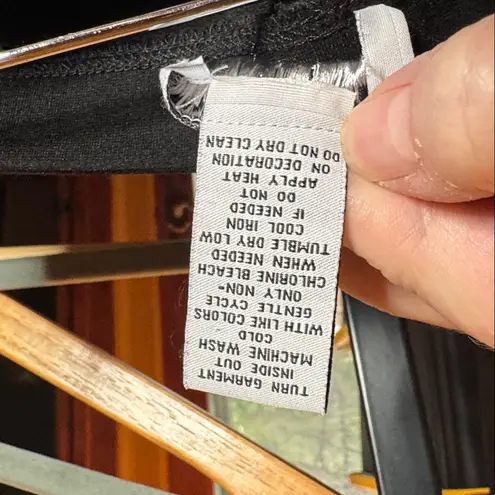 TURN GARMENT
INSIDE OUT
MACHINE WASH
COLD
WITH LIKE COLORS
GENTLE CYCLE
ONLY NON-
CHLORINE BLEACH
WHEN NEEDED
TUMBLE DRY LOW
COOL IRON
IF NEEDED
DO NOT
APPLY HEAT
ON DECORATION
DO NOT DRY CLEAN